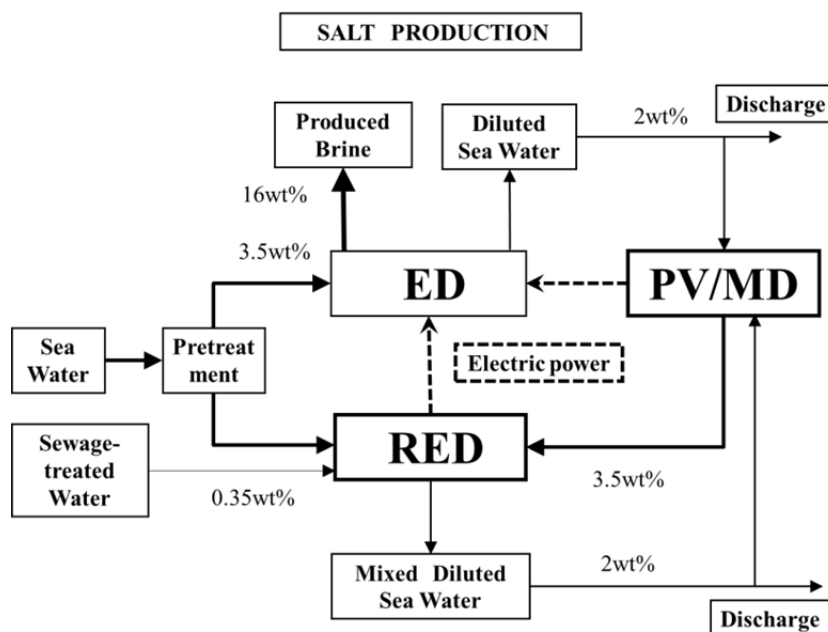 SALT PRODUCTION
Produced
Brine
Diluted
Sea Water
2wt%
Discharge
16wt%
3.5wt%
ED
PV/MD
Sea
Water
Pretreat
ment
Electric power
Sewage-
treated
Water
RED
0.35wt%
3.5wt%
Mixed Diluted
Sea Water
2wt%
Discharge